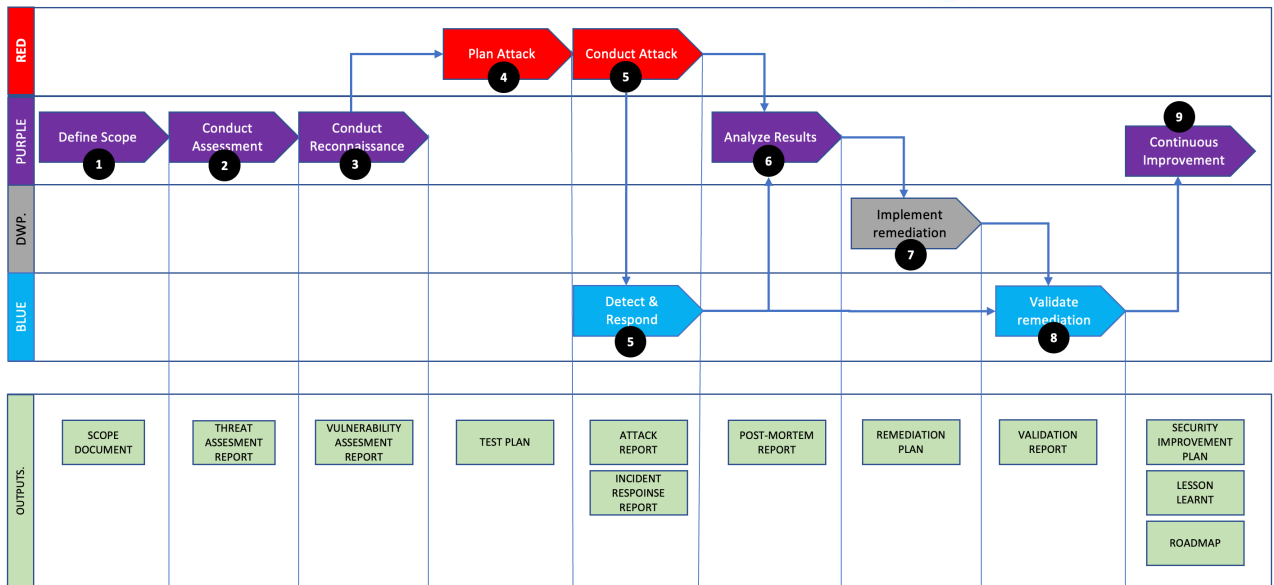 RED
Plan Attack
4
Conduct Attack
5
PURPLE
Define Scope
1
Conduct
Assessment
2
Conduct
Reconnaissance
3
Analyze Results
6
9
Continuous
Improvement
DWP.
Implement
remediation
7
BLUE
Detect &
Respond
5
Validate
remediation
8
OUTPUTS.
SCOPE
DOCUMENT
THREAT
ASSESMENT
REPORT
VULNERABILITY
ASSESMENT
REPORT
TEST PLAN
ATTACK
REPORT
INCIDENT
RESPOINSE
REPORT
POST-MORTEM
REPORT
REMEDIATION
PLAN
VALIDATION
REPORT
SECURITY
IMPROVEMENT
PLAN
LESSON
LEARNT
ROADMAP